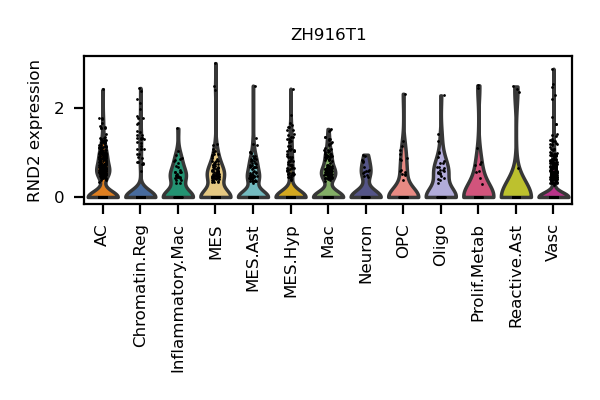 ZH916T1
RND2 expression
2
0
AC
Chromatin.Reg
Inflammatory.Mac
MES
MES.Ast
MES.Hyp
Mac
Neuron
OPC
Oligo
Prolif.Metab
Reactive.Ast
Vasc